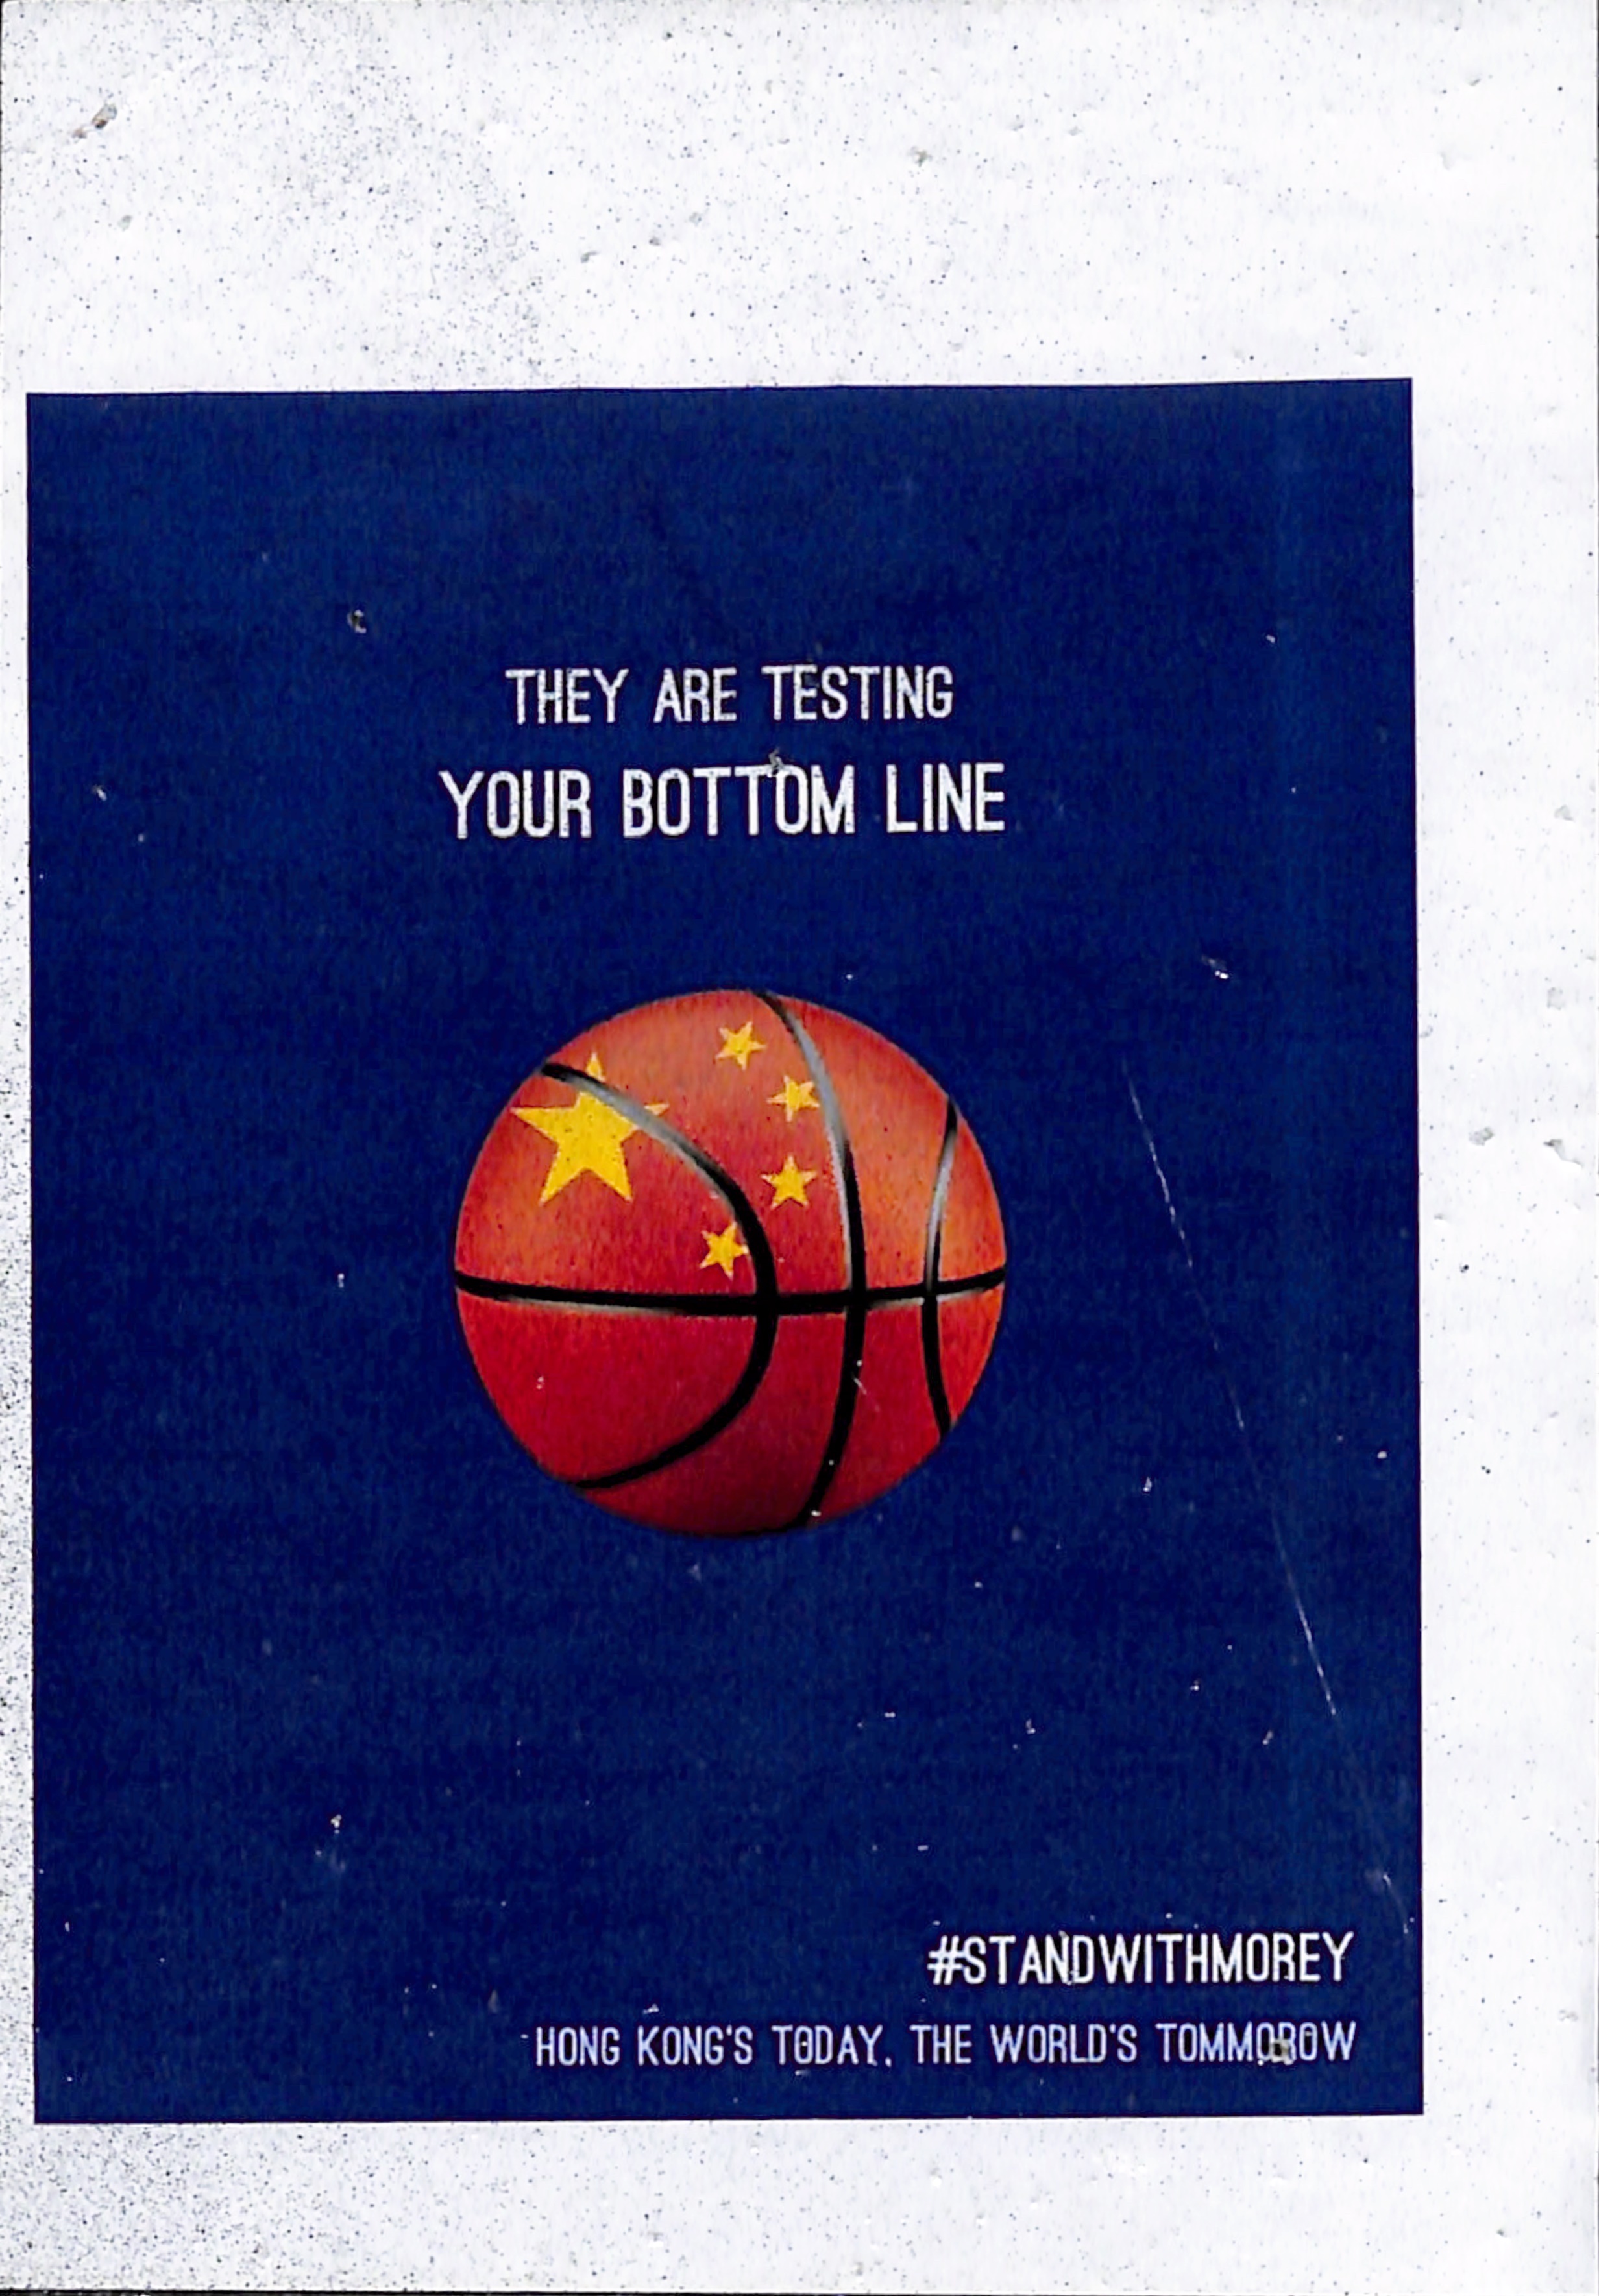 THEY ARE TESTING
YOUR BOTTOM LINE
#STANDWITHMOREY
HONG KONG'S TODAY, THE WORLD'S TOMMOROW